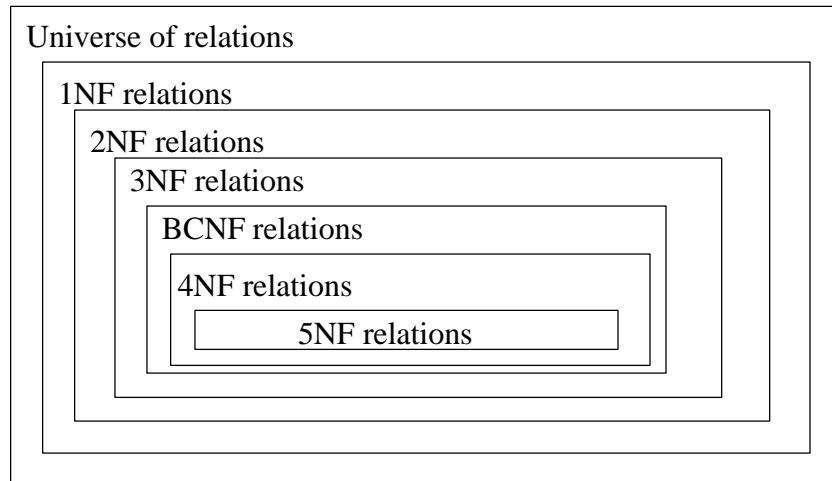 Universe of relations
1NF relations
2NF relations
3NF relations
BCNF relations
4NF relations
5NF relations